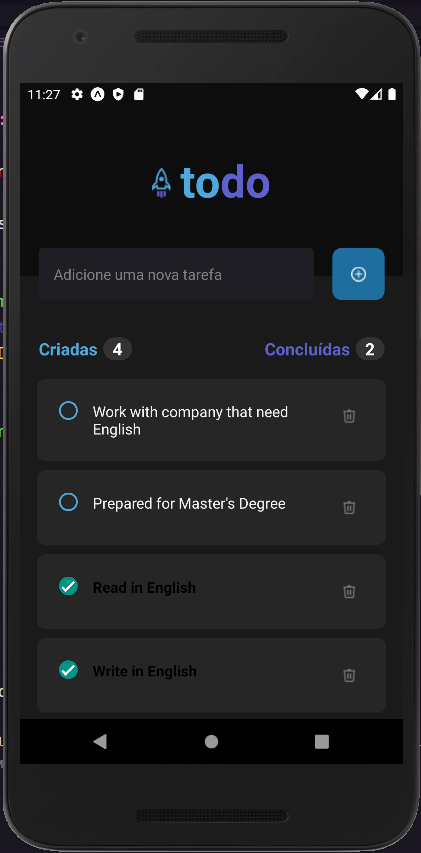 11:27
todo
Adicione uma nova tarefa
Criadas 4 Concluídas 2
Work with company that need
English
Prepared for Master's Degree
Read in English
Write in English